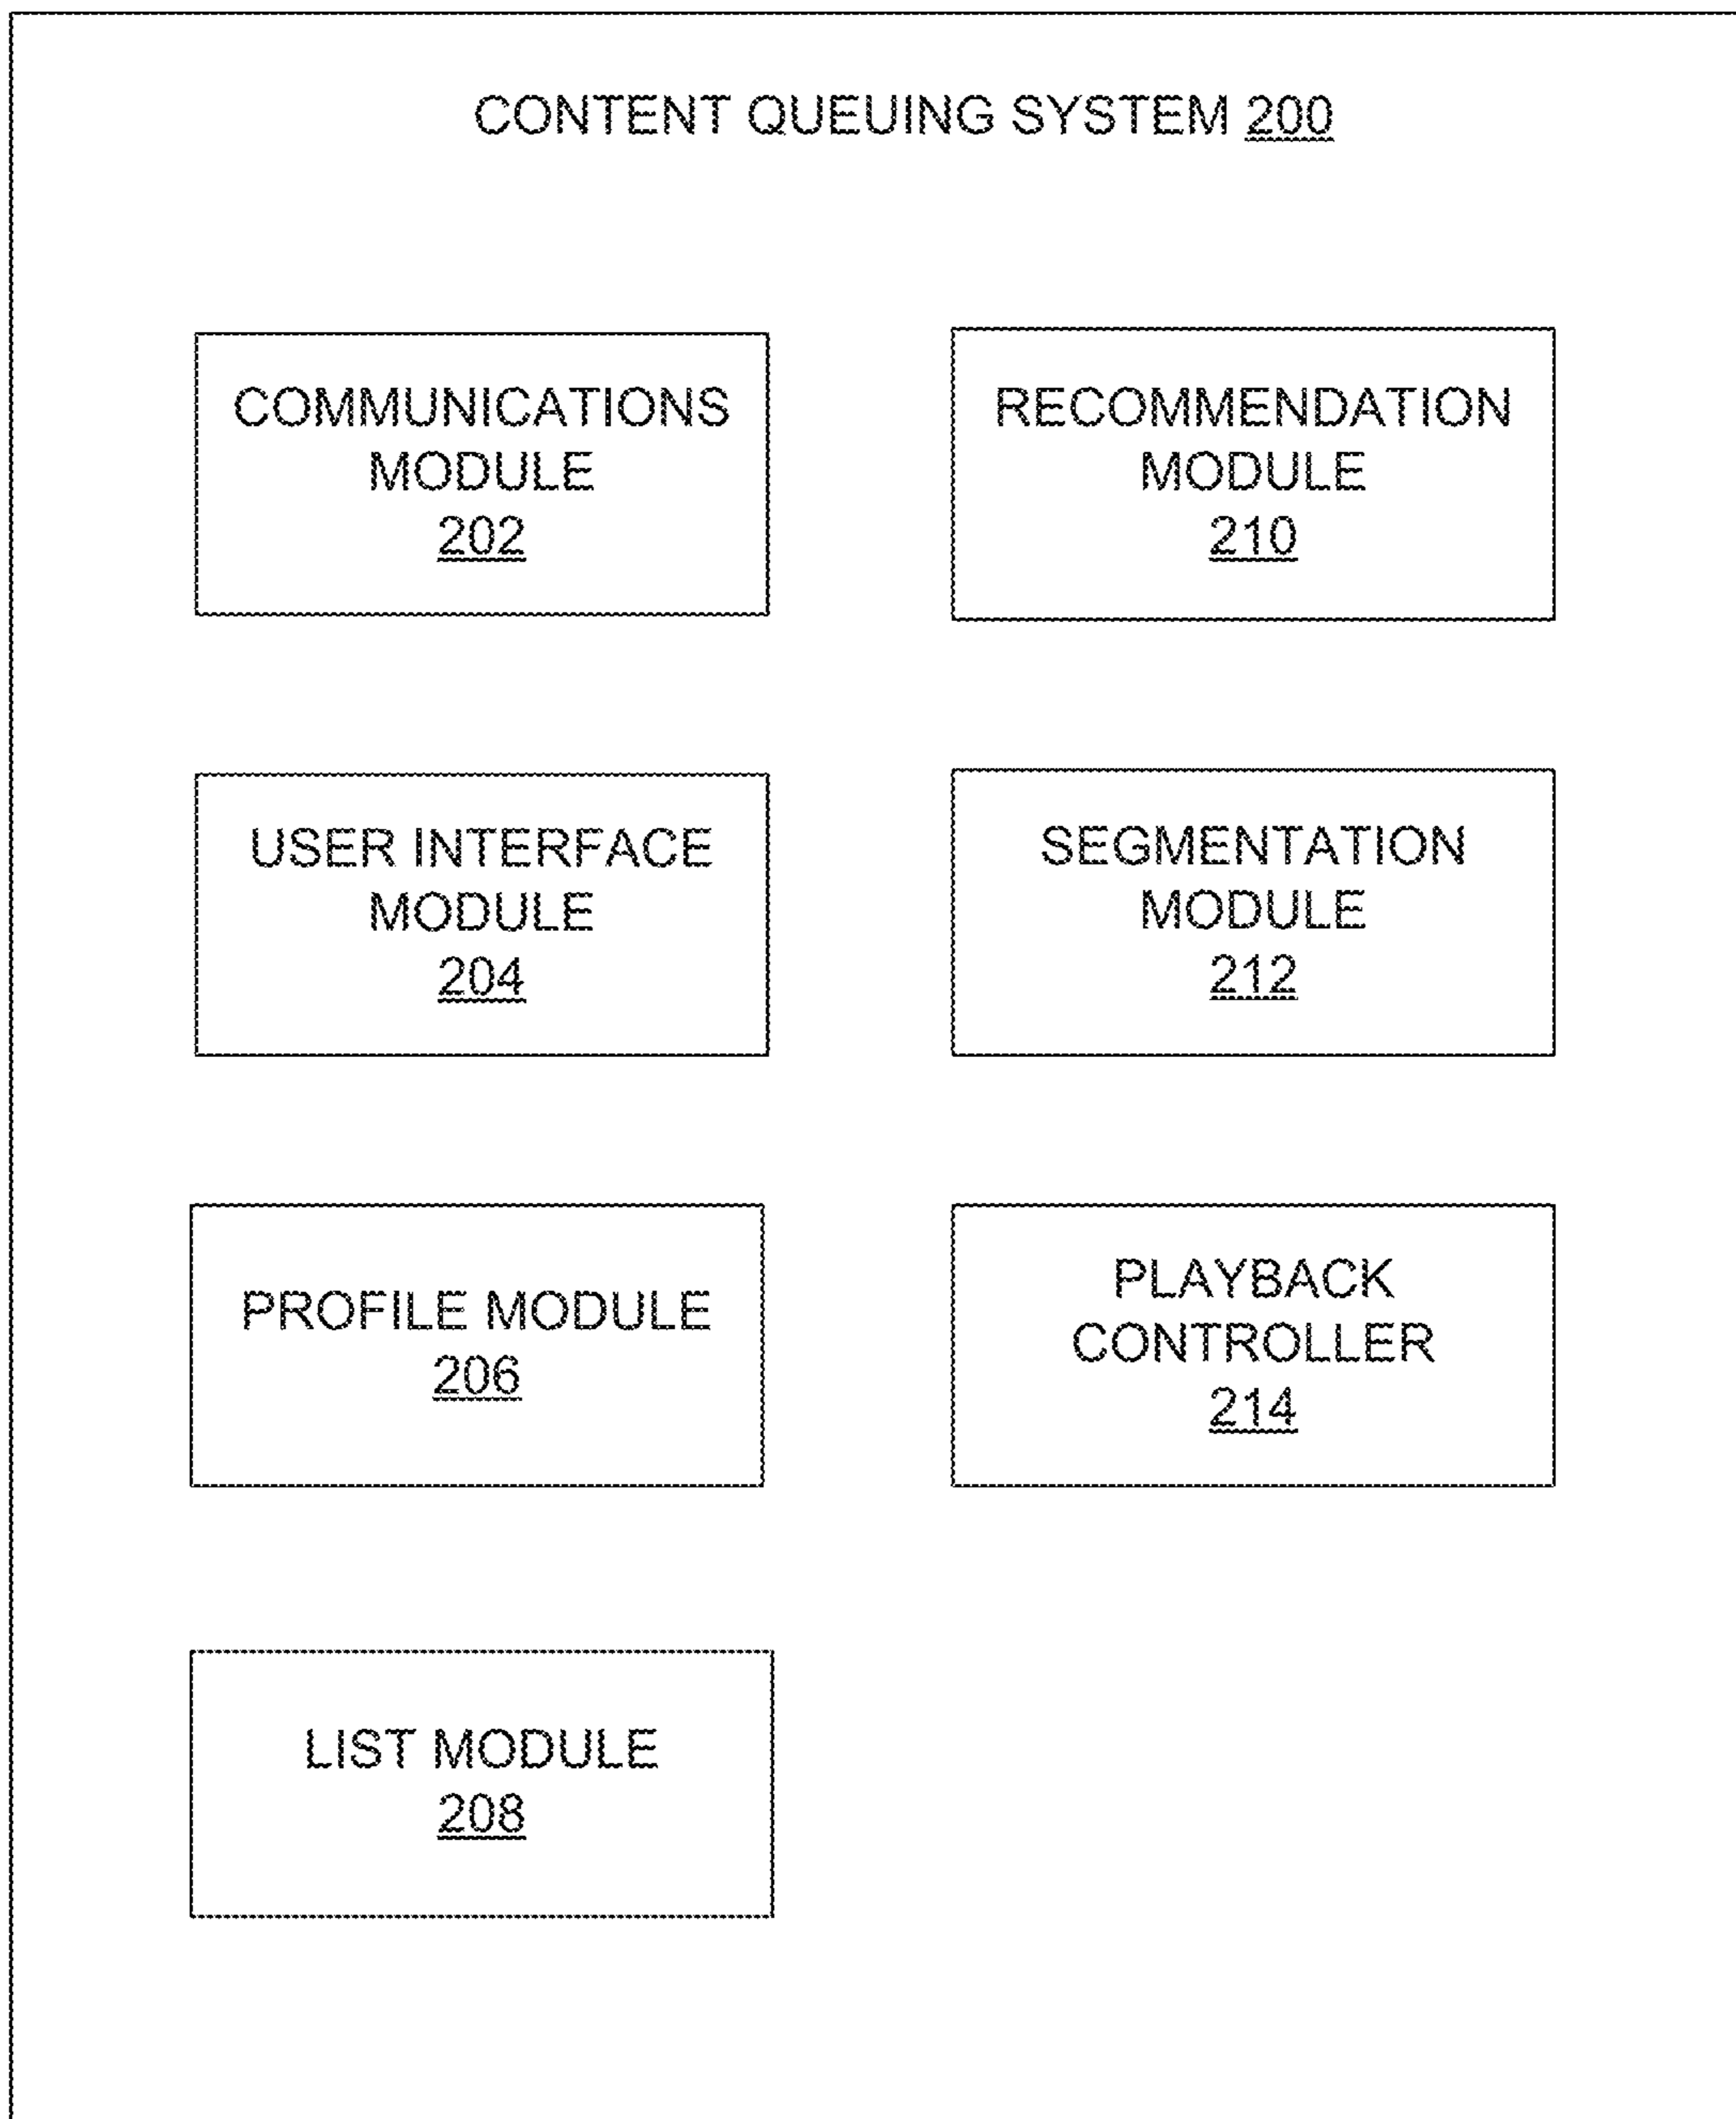 CONTENT QUEUING SYSTEM 200
COMMUNICATIONS
MODULE
202
RECOMMENDATION
MODULE
210
USER INTERFACE
MODULE
204
SEGMENTATION
MODULE
212
PROFILE MODULE
206
PLAYBACK
CONTROLLER
214
LIST MODULE
208